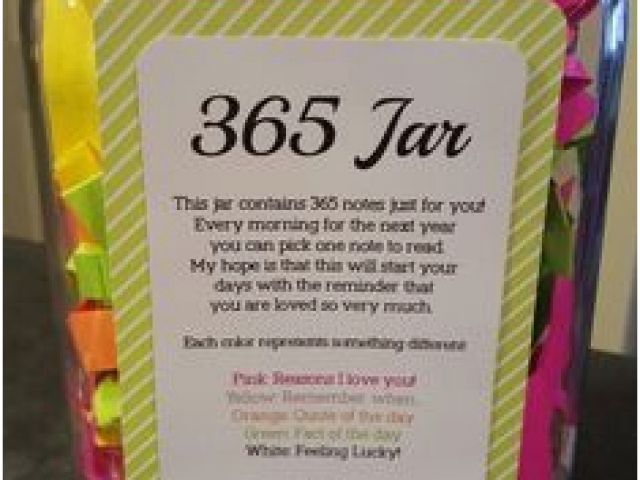 365 Jar
This jar contains 365 notes just for you!
Every morning for the next year
you can pick one note to read.
My hope is that this will start your
days with the reminder that
you are loved so very much.
Each color represents something different
Pink: Reasons I love you!
Yellow: Remember when...
Orange: Quote of the day
Green: Fact of the day
White: Feeling Lucky!